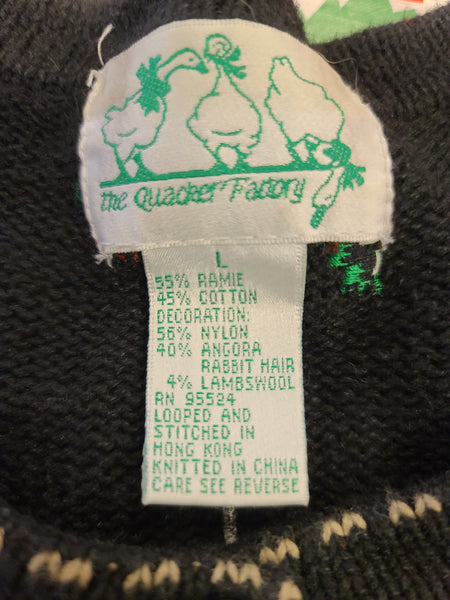 the Quacker Factory
L
55% RAMIE
45% COTTON
DECORATION:
56% NYLON
40% ANGORA
RABBIT HAIR
4% LAMBSWOOL
RN 95524
LOOPED AND
STITCHED IN
HONG KONG
KNITTED IN CHINA
CARE SEE REVERSE